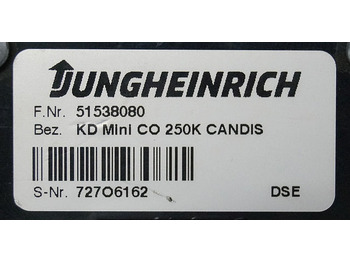 JUNGHEINRICH
F.Nr. 51538080
Bez. KD MInI CO 250K CANDIS
S-Nr. 72706162 DSE